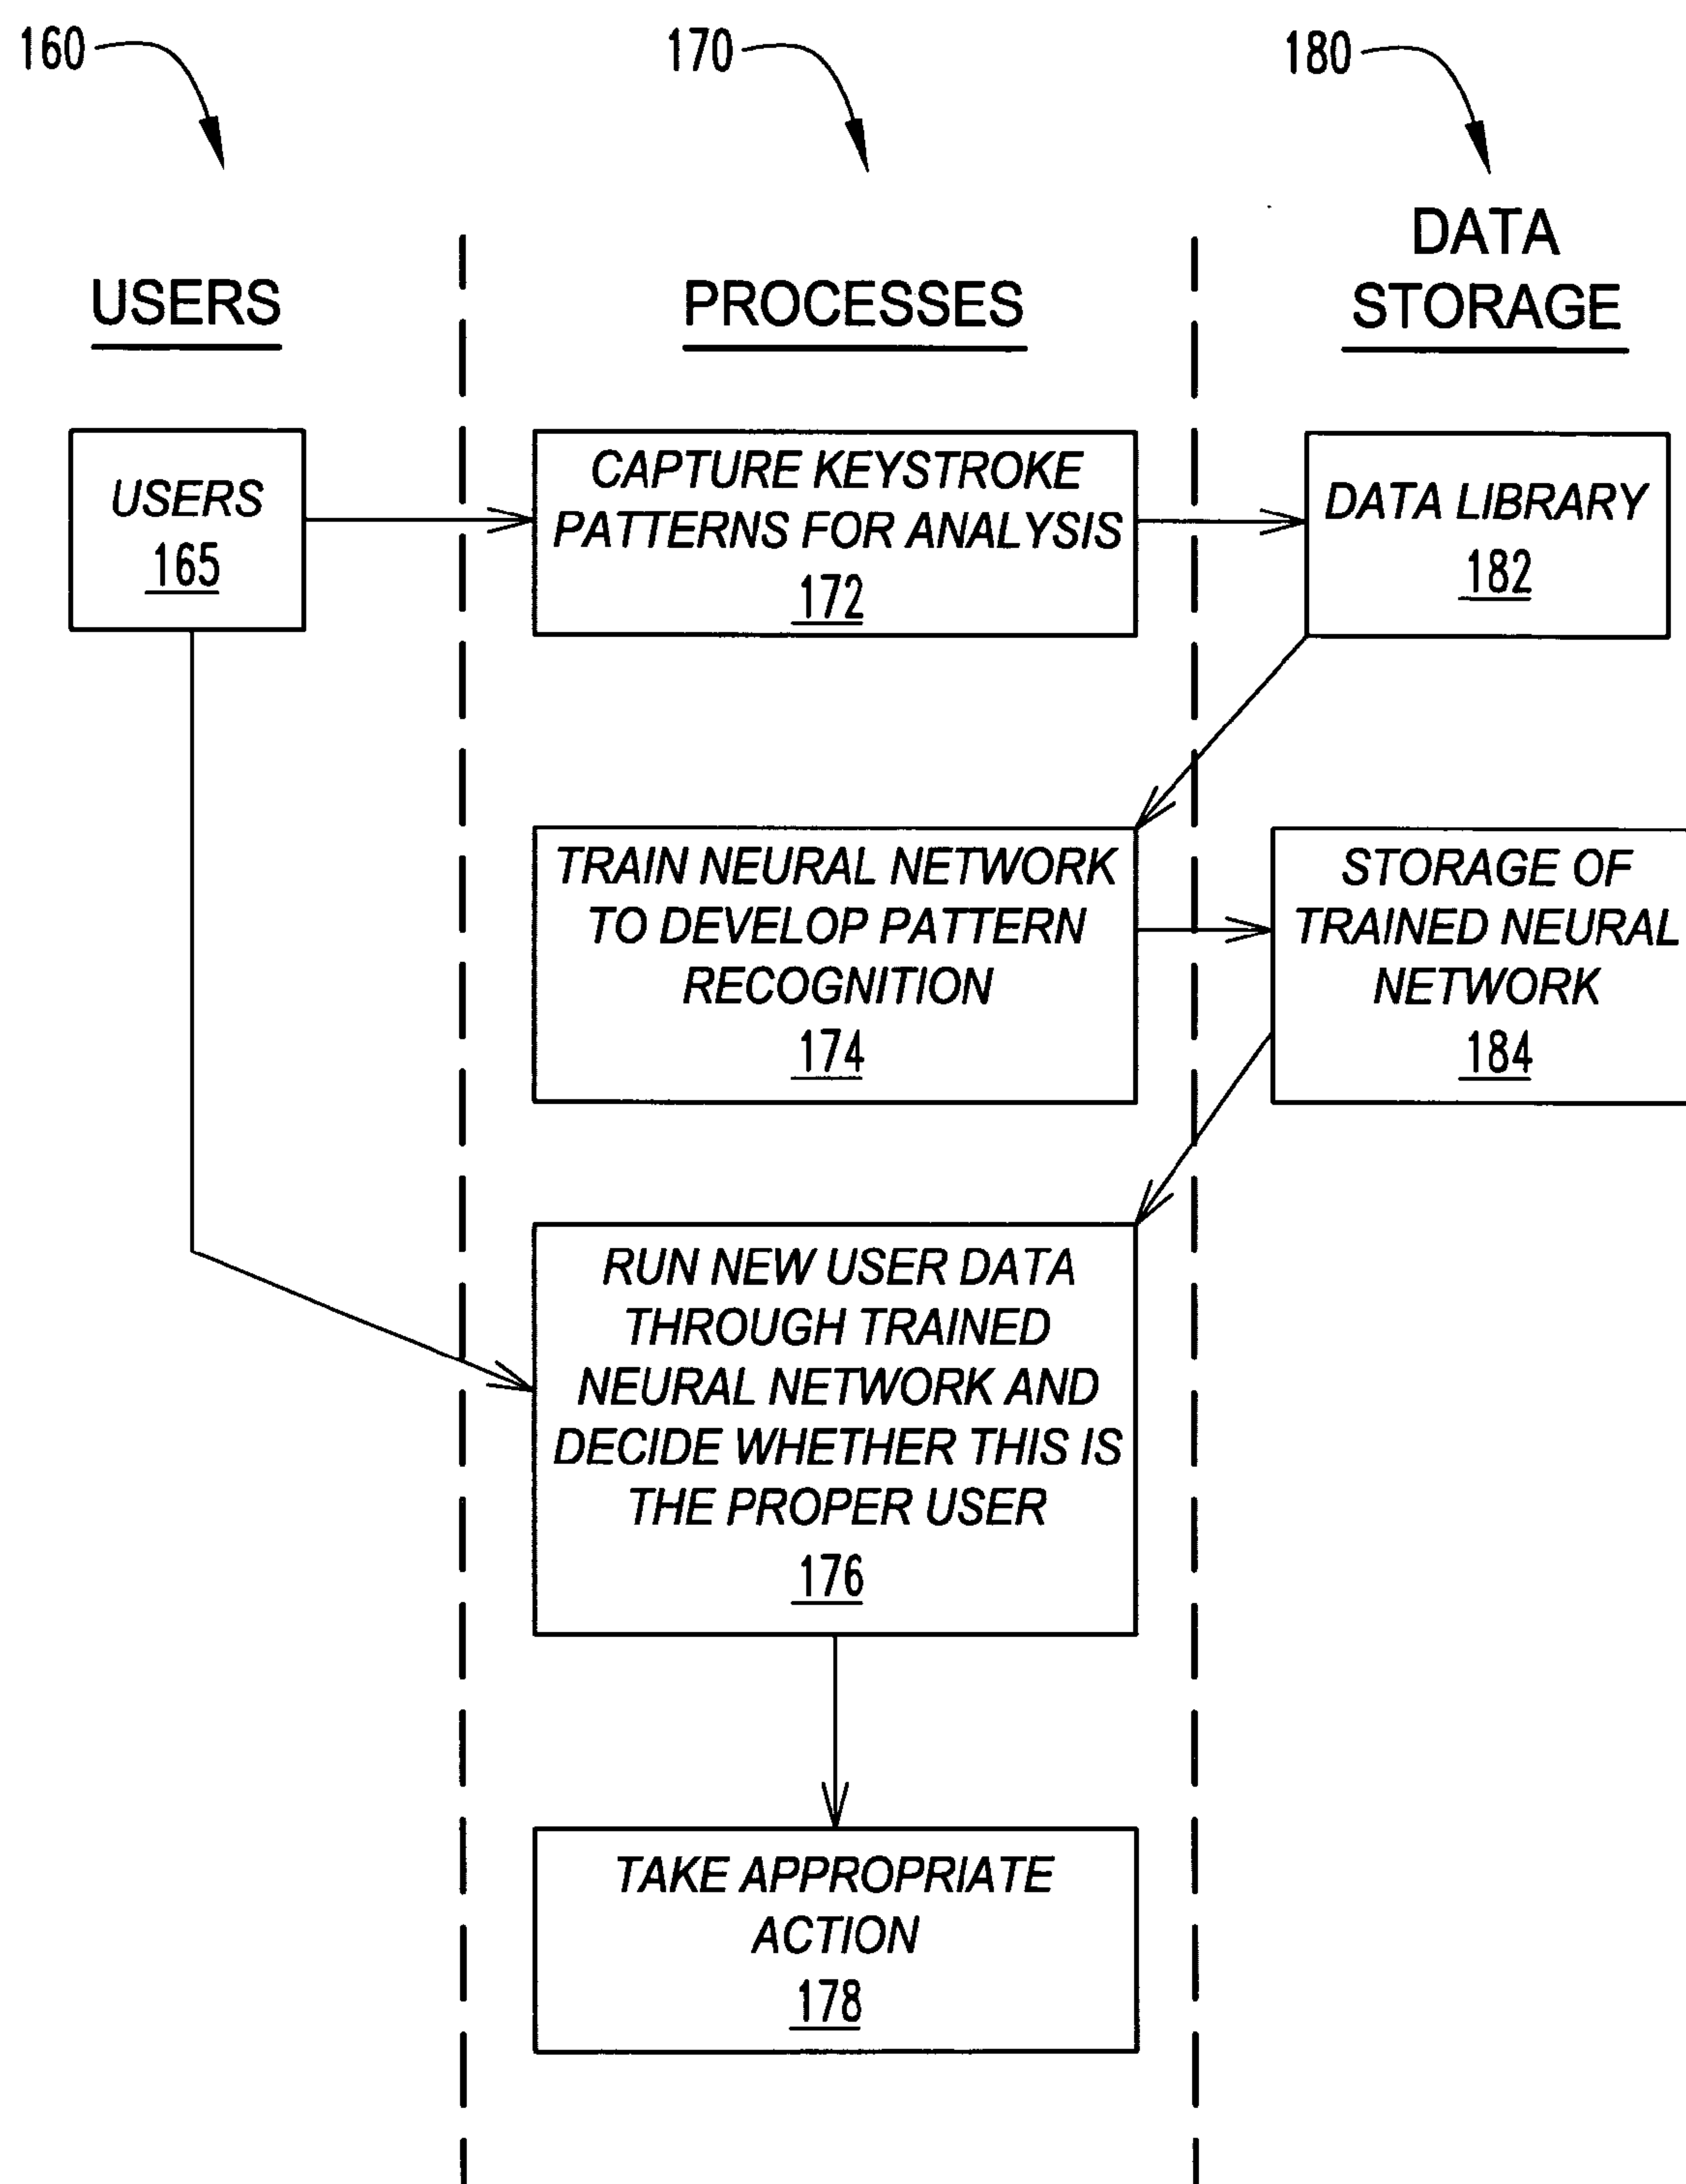 160
170
180
USERS
PROCESSES
DATA
STORAGE
USERS
165
CAPTURE KEYSTROKE
PATTERNS FOR ANALYSIS
172
DATA LIBRARY
182
TRAIN NEURAL NETWORK
TO DEVELOP PATTERN
RECOGNITION
174
STORAGE OF
TRAINED NEURAL
NETWORK
184
RUN NEW USER DATA
THROUGH TRAINED
NEURAL NETWORK AND
DECIDE WHETHER THIS IS
THE PROPER USER
176
TAKE APPROPRIATE
ACTION
178